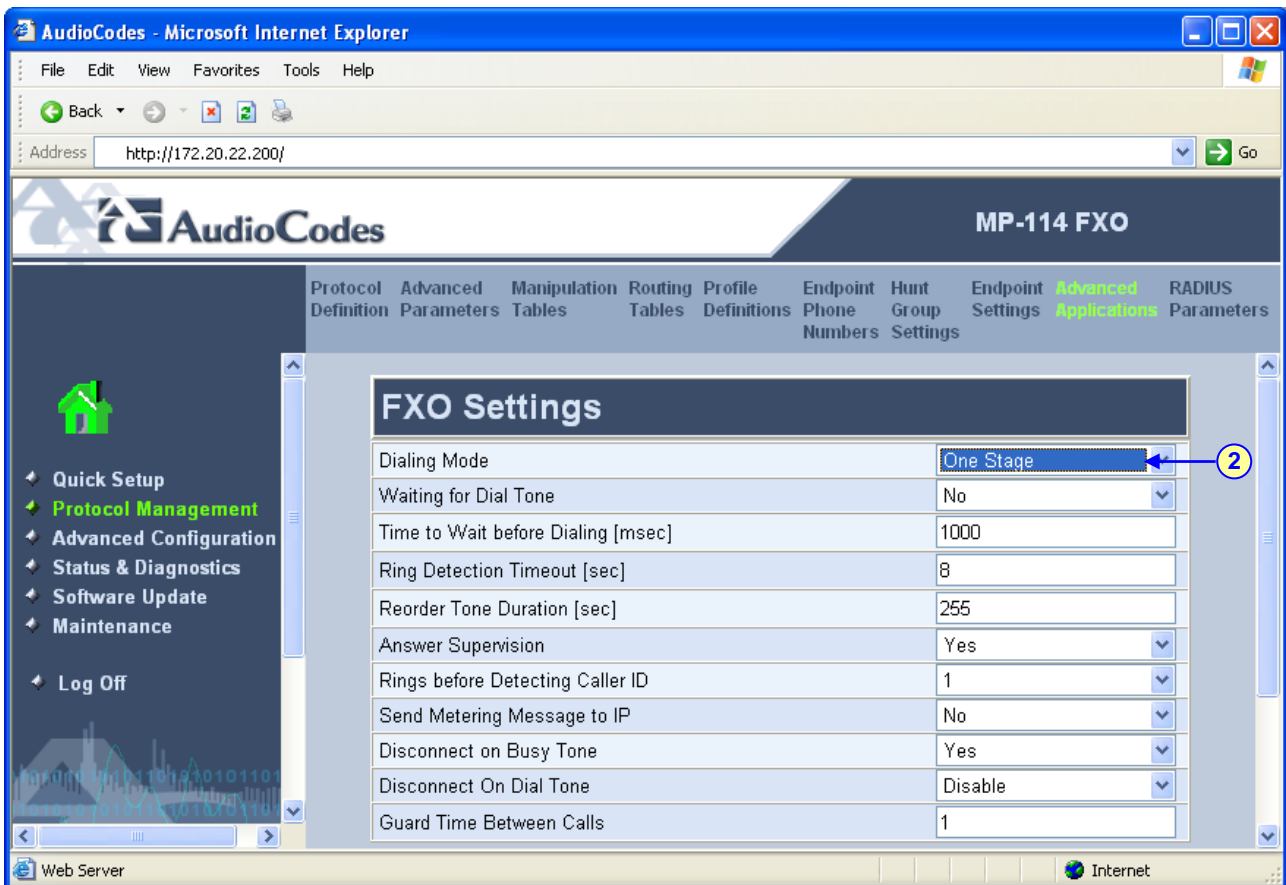 AudioCodes - Microsoft Internet Explorer
File Edit View Favorites Tools Help
Back
Address http://172.20.22.200/ Go
AudioCodes
MP-114 FXO
Protocol Definition
Advanced Parameters
Manipulation Tables
Routing Tables
Profile Definitions
Endpoint Phone Numbers
Hunt Group Settings
Endpoint Settings
Advanced Applications
RADIUS Parameters
Quick Setup
Protocol Management
Advanced Configuration
Status & Diagnostics
Software Update
Maintenance
Log Off
FXO Settings
Dialing Mode One Stage 2
Waiting for Dial Tone No
Time to Wait before Dialing [msec] 1000
Ring Detection Timeout [sec] 8
Reorder Tone Duration [sec] 255
Answer Supervision Yes
Rings before Detecting Caller ID 1
Send Metering Message to IP No
Disconnect on Busy Tone Yes
Disconnect On Dial Tone Disable
Guard Time Between Calls 1
Web Server
Internet